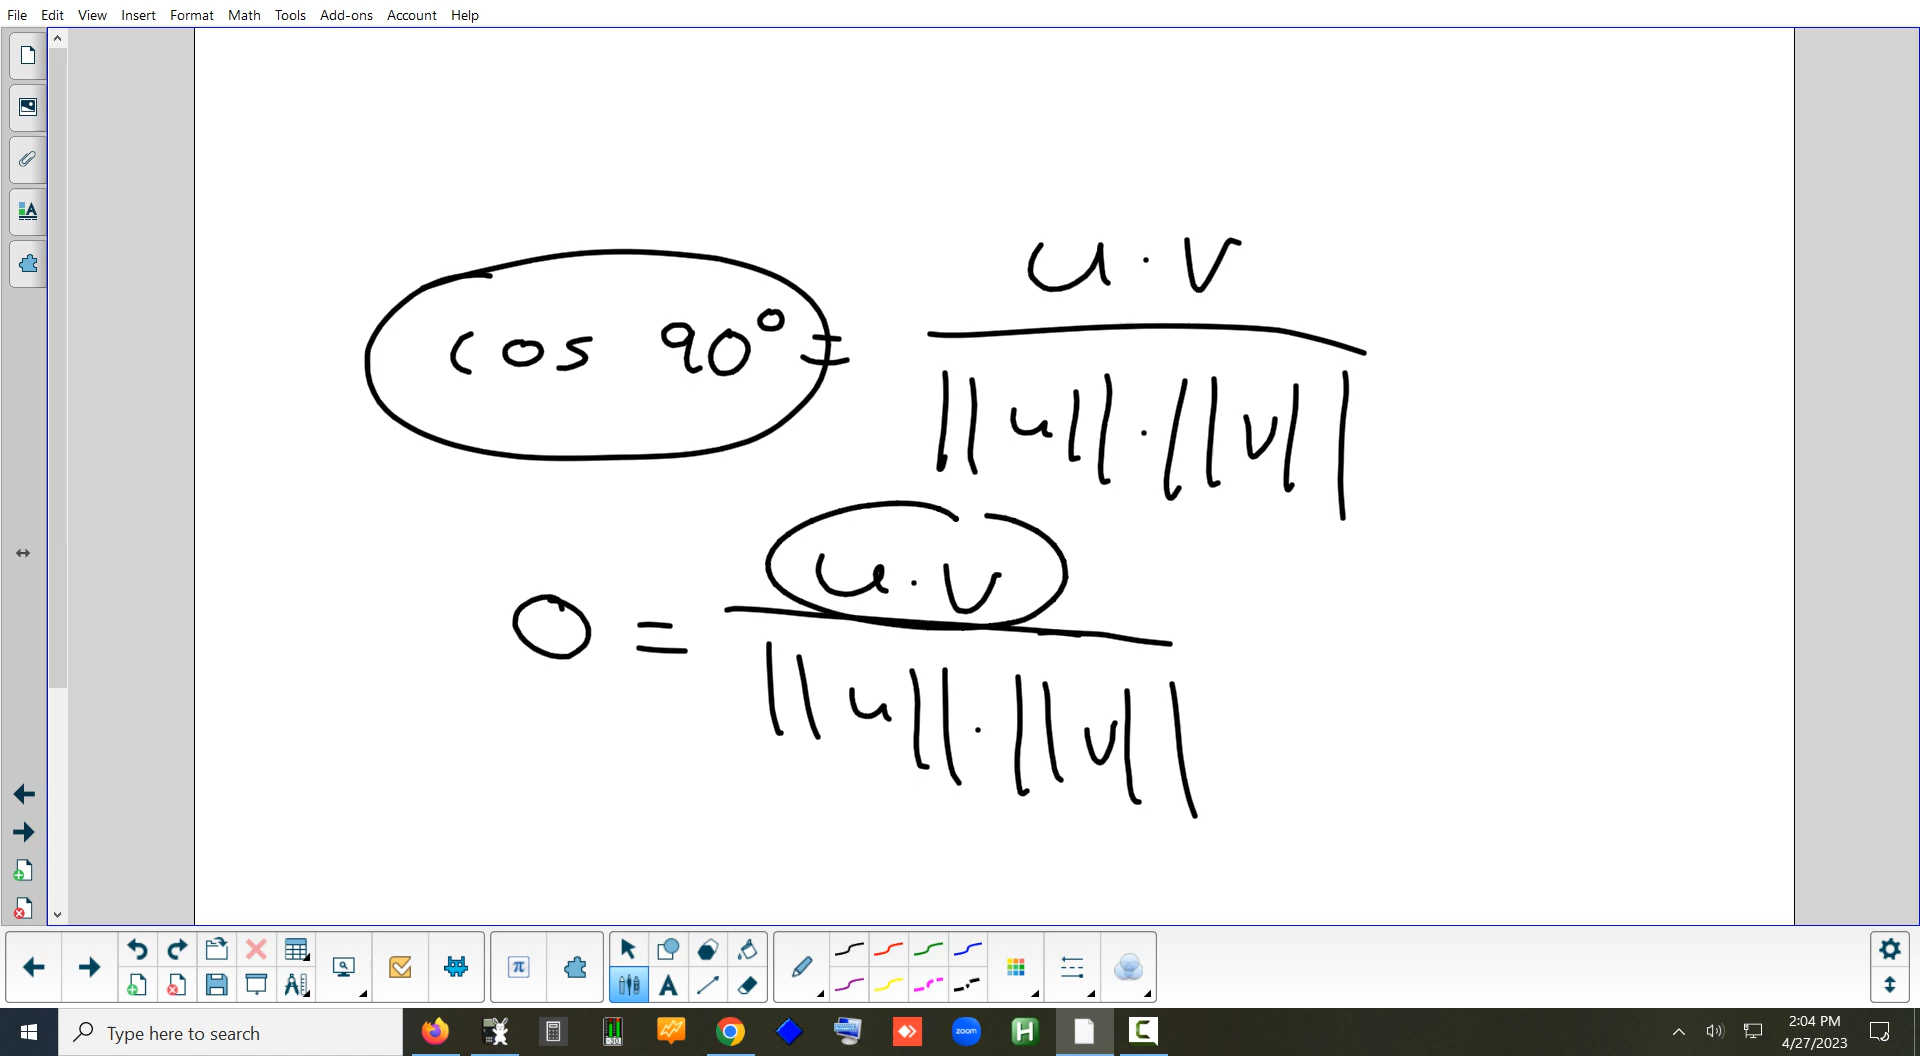 File Edit View Insert Format Math Tools Add-ons Account Help
u · v
cos 90° =
||u|| · ||v||
u · v
0 =
||u|| · ||v||
π
A
Type here to search
zoom
H
C
2:04 PM
4/27/2023